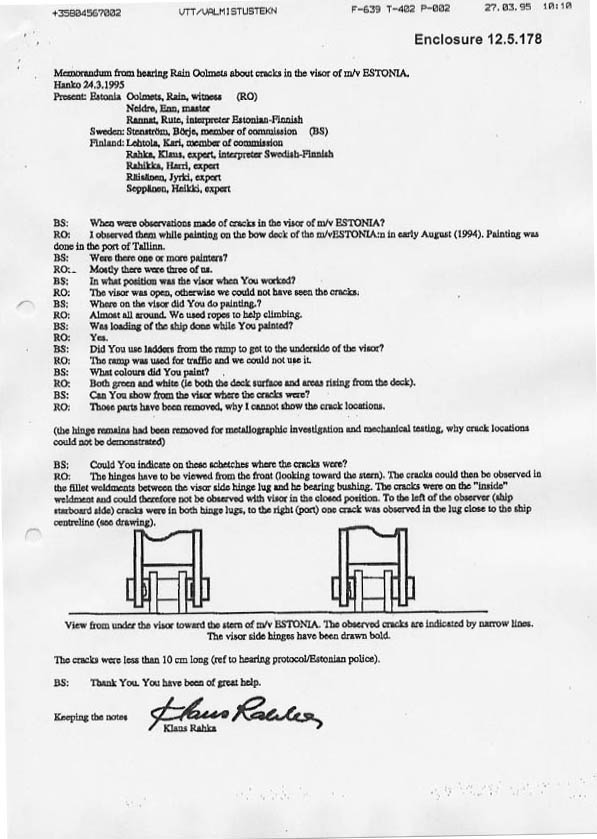 +35804567002 VTT/VALMISTUSTEKN F-639 T-402 P-002 27.03.95 10:10
Enclosure 12.5.178
Memorandum from hearing Rain Oolmets about cracks in the visor of m/v ESTONIA.
Hanko 24.3.1995
Present: Estonia Oolmets, Rain, witness (RO)
Neidre, Enn, master
Rannat, Rute, interpreter Estonian-Finnish
Sweden: Stenström, Börje, member of commission (BS)
Finland: Lehtola, Kari, member of commission
Rahka, Klaus, expert, interpreter Swedish-Finnish
Rahikka, Harri, expert
Räisänen, Jyrki, expert
Seppänen, Heikki, expert
BS: When were observations made of cracks in the visor of m/v ESTONIA?
RO: I observed them while painting on the bow deck of the m/vESTONIA:n in early August (1994). Painting was
done in the port of Tallinn.
BS: Were there one or more painters?
RO: Mostly there were three of us.
BS: In what position was the visor when You worked?
RO: The visor was open, otherwise we could not have seen the cracks.
BS: Where on the visor did You do painting.?
RO: Almost all around. We used ropes to help climbing.
BS: Was loading of the ship done while You painted?
RO: Yes.
BS: Did You use ladders from the ramp to get to the underside of the visor?
RO: The ramp was used for traffic and we could not use it.
BS: What colours did You paint?
RO: Both green and white (ie both the deck surface and areas rising from the deck).
BS: Can You show from the visor where the cracks were?
RO: Those parts have been removed, why I cannot show the crack locations.
(the hinge remains had been removed for metallographic investigation and mechanical testing, why crack locations
could not be demonstrated)
BS: Could You indicate on these schetches where the cracks were?
RO: The hinges have to be viewed from the front (looking toward the stern). The cracks could then be observed in
the fillet weldments between the visor side hinge lug and he bearing bushing. The cracks were on the "inside"
weldment and could therefore not be observed with visor in the closed position. To the left of the observer (ship
starboard side) cracks were in both hinge lugs, to the right (port) one crack was observed in the lug close to the ship
centreline (see drawing).
View from under the visor toward the stern of m/v ESTONIA. The observed cracks are indicated by narrow lines.
The visor side hinges have been drawn bold.
The cracks were less than 10 cm long (ref to hearing protocol/Estonian police).
BS: Thank You. You have been of great help.
Keeping the notes Klaus Rahka
Klaus Rahka